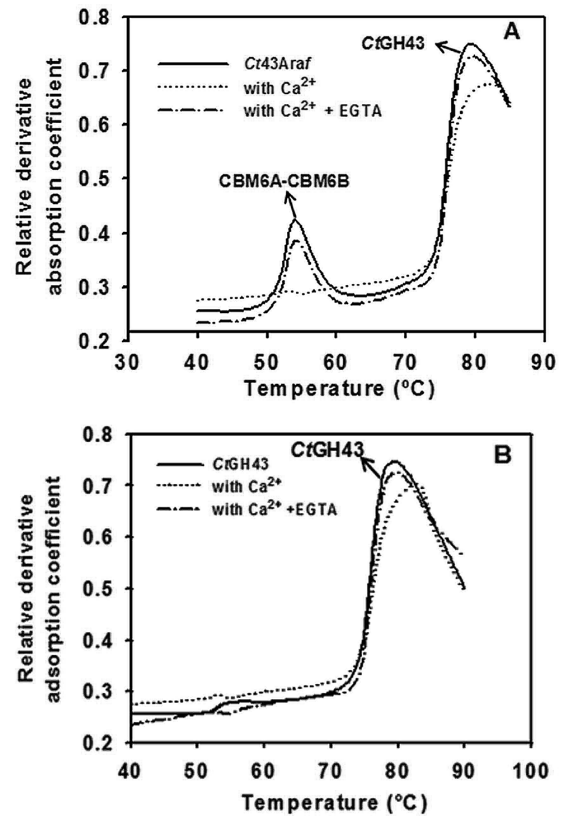 A
CtGH43
Ct43Araf
with Ca²⁺
with Ca²⁺ + EGTA
CBM6A-CBM6B
Relative derivative
absorption coefficient
0.8
0.7
0.6
0.5
0.4
0.3
0.2
30 40 50 60 70 80 90
Temperature (ºC)
B
CtGH43
CtGH43
with Ca²⁺
with Ca²⁺ +EGTA
Relative derivative
adsorption coefficient
0.8
0.7
0.6
0.5
0.4
0.3
0.2
40 50 60 70 80 90 100
Temperature (ºC)